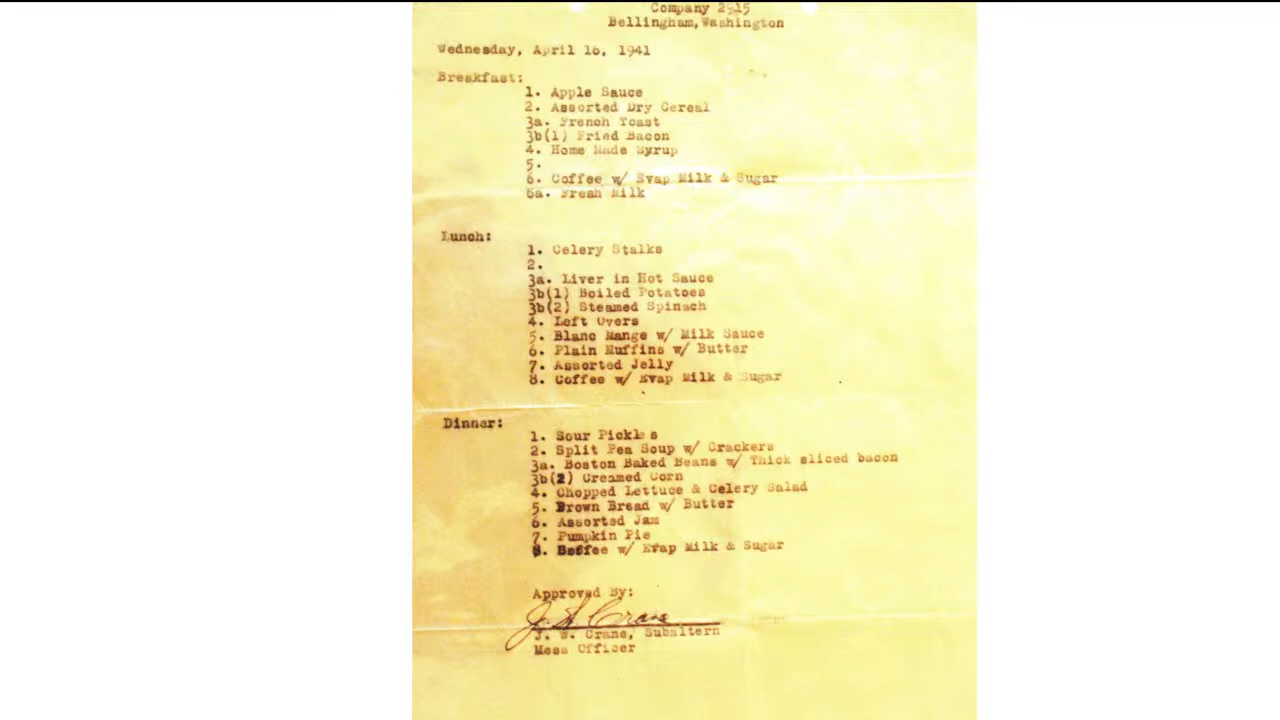 Company 2915
Bellingham, Washington
Wednesday, April 16, 1941
Breakfast:
1. Apple Sauce
2. Assorted Dry Cereal
3a. French Toast
3b(1) Fried Bacon
4. Home Made Syrup
5.
6. Coffee w/ Evap Milk & Sugar
6a. Fresh Milk
Lunch:
1. Celery Stalks
2.
3a. Liver in Hot Sauce
3b(1) Boiled Potatoes
3b(2) Steamed Spinach
4. Left Overs
5. Blanc Mange w/ Milk Sauce
6. Plain Muffins w/ Butter
7. Assorted Jelly
8. Coffee w/ Evap Milk & Sugar
Dinner:
1. Sour Pickles
2. Split Pea Soup w/ Crackers
3a. Boston Baked Beans w/ Thick sliced bacon
3b(2) Creamed Corn
4. Chopped Lettuce & Celery Salad
5. Brown Bread w/ Butter
6. Assorted Jam
7. Pumpkin Pie
8. Boffee w/ Evap Milk & Sugar
Approved By:
J. W. Crane
J. W. Crane, Subaltern
Mess Officer